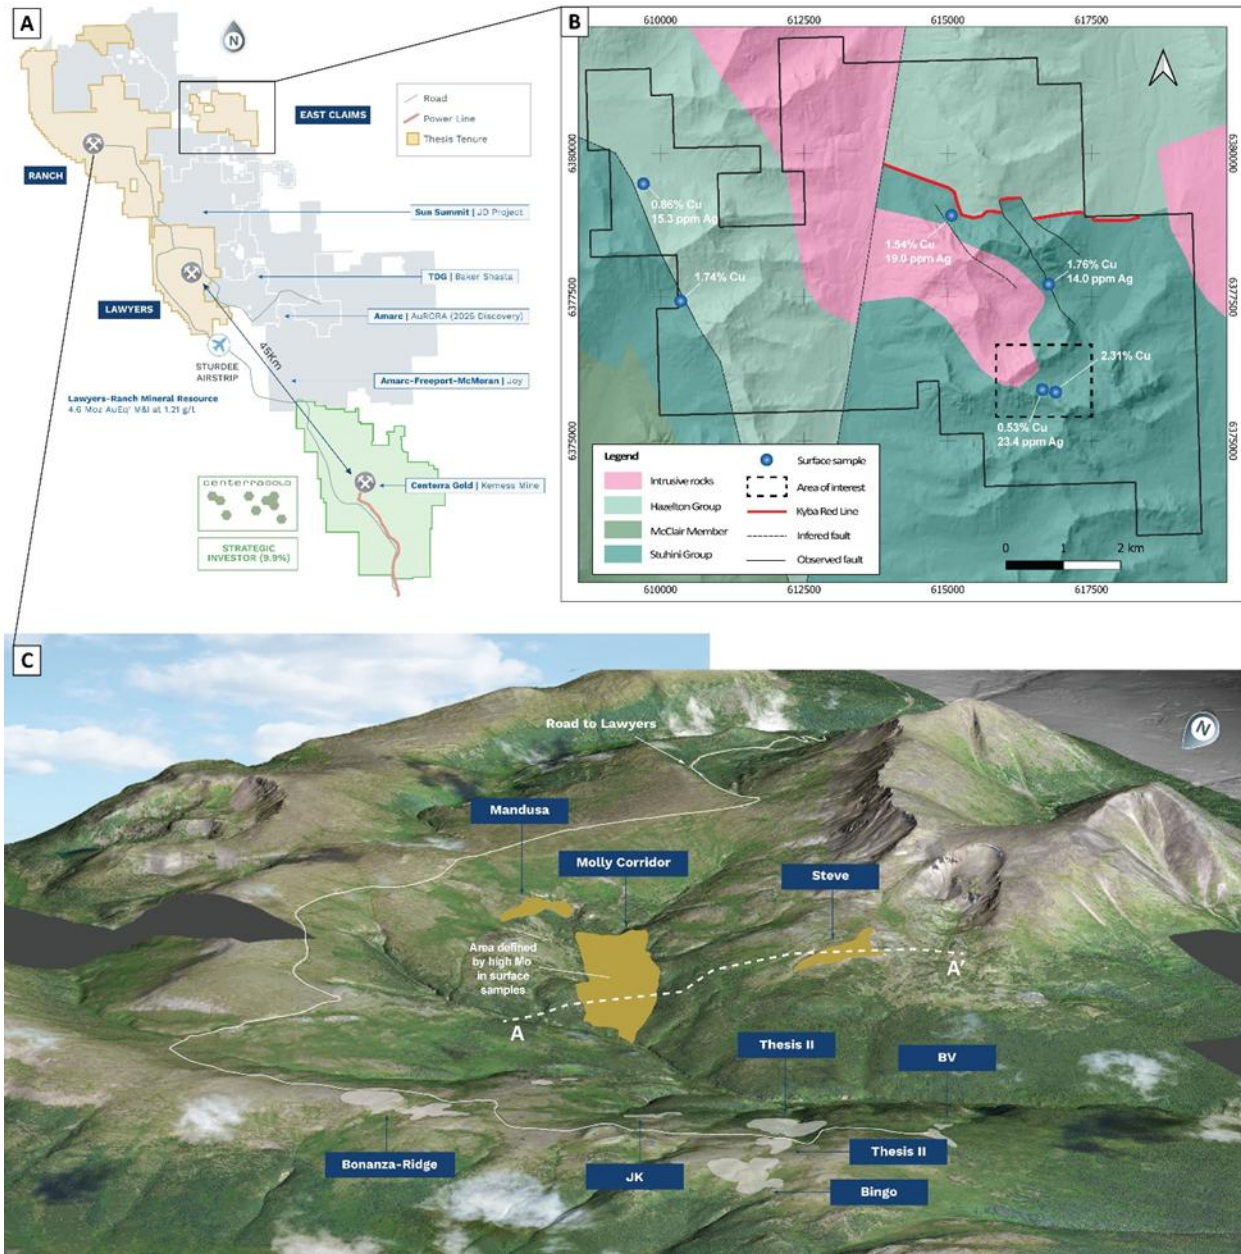 A
N
EAST CLAIMS
Road
Power Line
Thesis Tenure
RANCH
Sun Summit | JD Project
TDG | Baker Shasta
LAWYERS
Amarc | AuRORA (2025 Discovery)
45Km
STURDEE
AIRSTRIP
Amarc-Freeport-McMoran | Joy
Lawyers-Ranch Mineral Resource
4.6 Moz AuEq¹ M&I at 1.21 g/t
Centerra Gold | Kemess Mine
centerraGOLD
STRATEGIC
INVESTOR (9.9%)
B
610000
612500
615000
617500
6380000
6380000
0.86% Cu
15.3 ppm Ag
1.54% Cu
19.0 ppm Ag
1.76% Cu
14.0 ppm Ag
1.74% Cu
6377500
6377500
2.31% Cu
0.53% Cu
23.4 ppm Ag
6375000
6375000
Legend
Intrusive rocks
Hazelton Group
McClair Member
Stuhini Group
Surface sample
Area of interest
Kyba Red Line
Infered fault
Observed fault
0 1 2 km
610000
612500
615000
617500
C
Road to Lawyers
N
Mandusa
Molly Corridor
Steve
Area defined
by high Mo
in surface
samples
A
A'
Thesis II
BV
Bonanza-Ridge
JK
Thesis II
Bingo